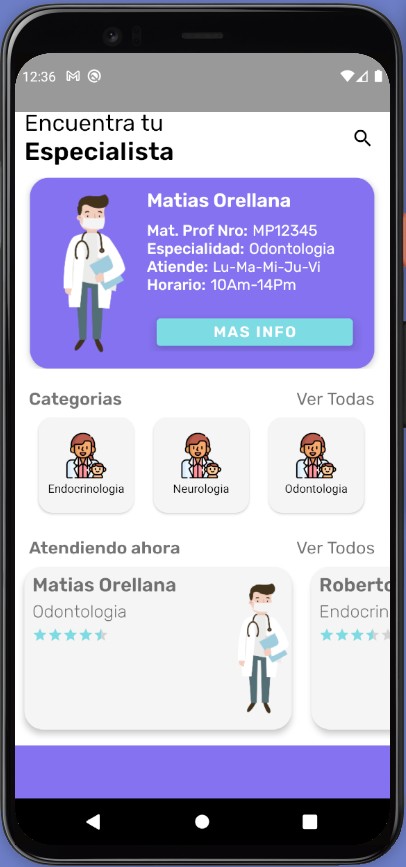 12:36
Encuentra tu
Especialista
Matias Orellana
Mat. Prof Nro: MP12345
Especialidad: Odontologia
Atiende: Lu-Ma-Mi-Ju-Vi
Horario: 10Am-14Pm
MAS INFO
Categorias Ver Todas
Endocrinologia Neurologia Odontologia
Atendiendo ahora Ver Todos
Matias Orellana Roberto
Odontologia Endocrin